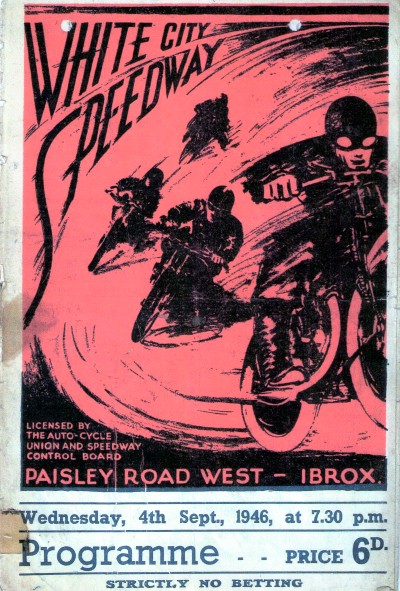 WHITE CITY
SPEEDWAY
LICENSED BY
THE AUTO-CYCLE
UNION AND SPEEDWAY
CONTROL BOARD
PAISLEY ROAD WEST - IBROX.
Wednesday, 4th Sept., 1946, at 7.30 p.m.
Programme - - PRICE 6D.
STRICTLY NO BETTING